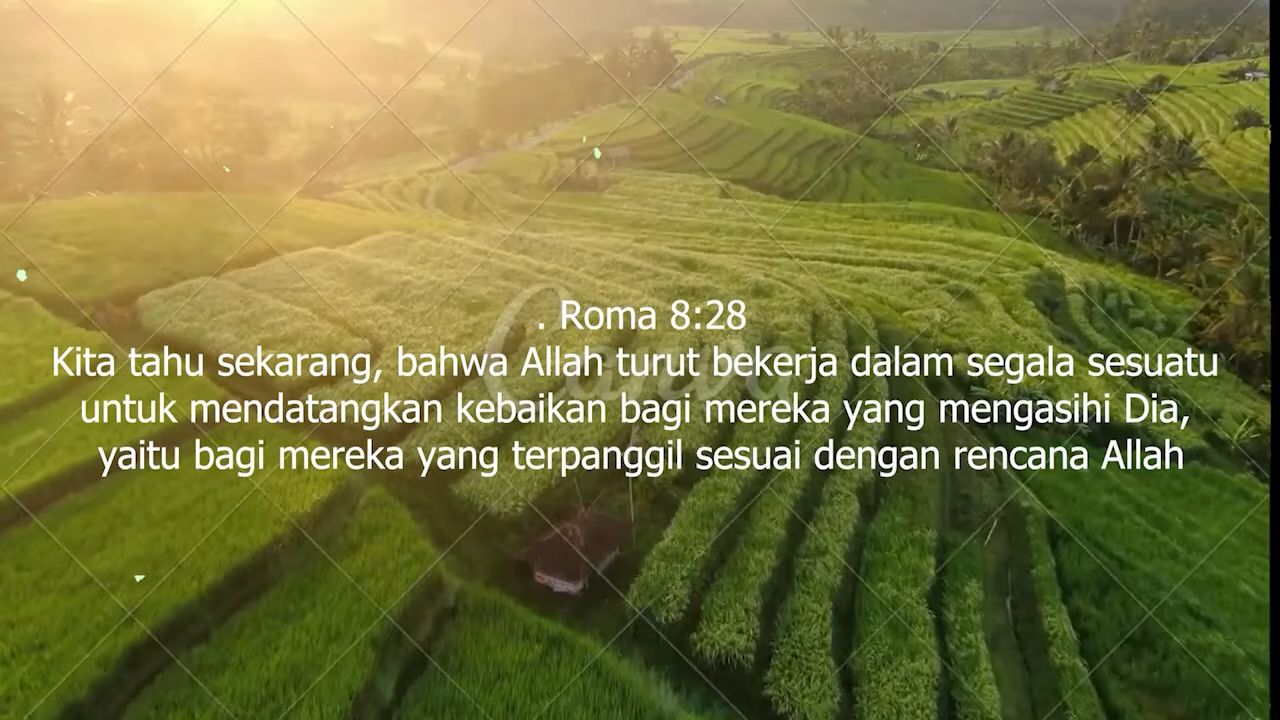 . Roma 8:28
Kita tahu sekarang, bahwa Allah turut bekerja dalam segala sesuatu
untuk mendatangkan kebaikan bagi mereka yang mengasihi Dia,
yaitu bagi mereka yang terpanggil sesuai dengan rencana Allah
Canva